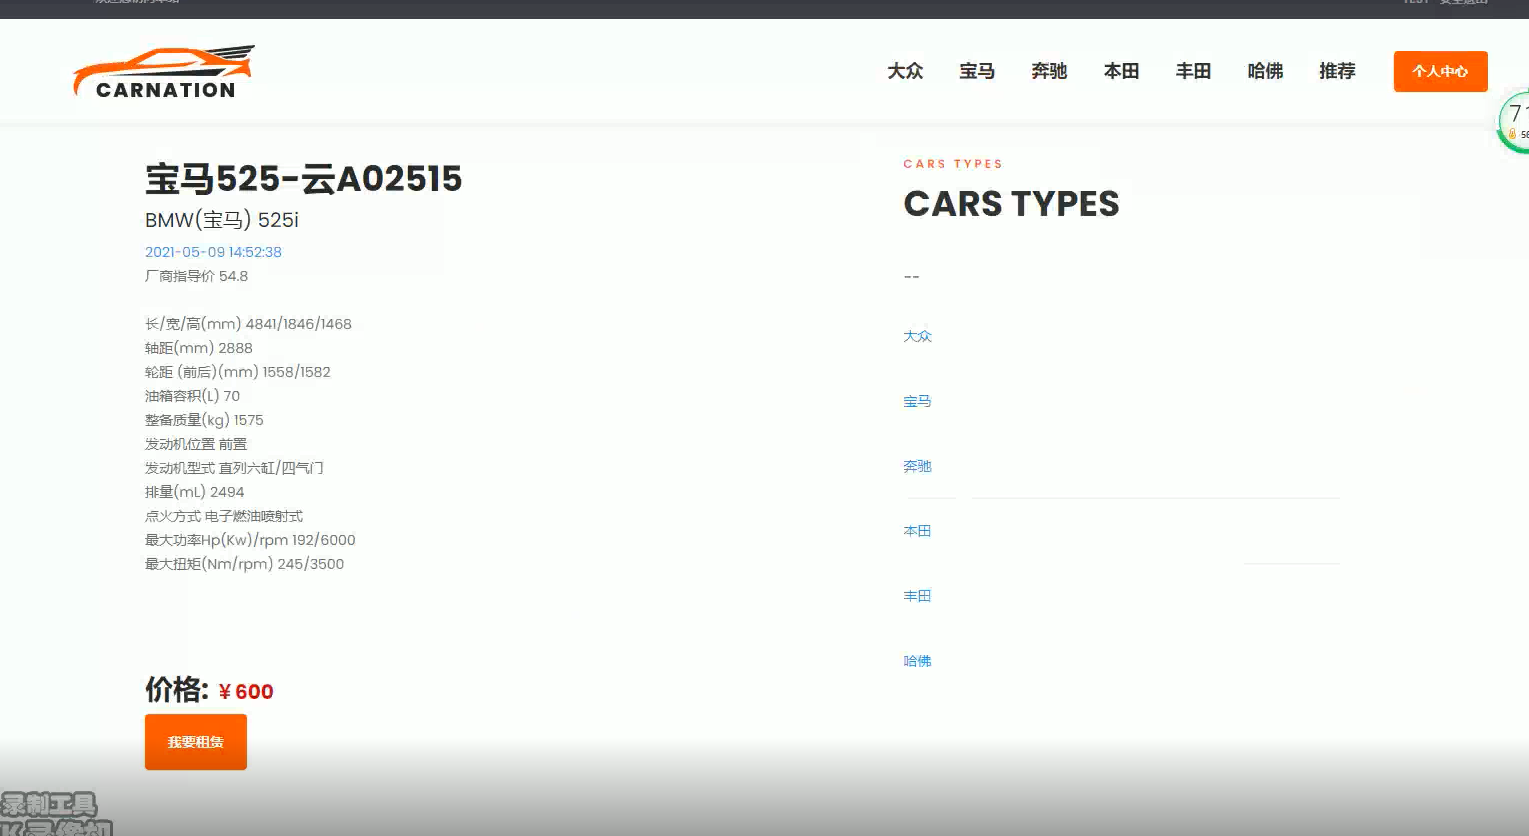 CARNATION
大众 宝马 奔驰 本田 丰田 哈佛 推荐 个人中心
宝马525-云A02515
BMW(宝马) 525i
2021-05-09 14:52:38
厂商指导价 54.8
长/宽/高(mm) 4841/1846/1468
轴距(mm) 2888
轮距 (前后)(mm) 1558/1582
油箱容积(L) 70
整备质量(kg) 1575
发动机位置 前置
发动机型式 直列六缸/四气门
排量(mL) 2494
点火方式 电子燃油喷射式
最大功率Hp(Kw)/rpm 192/6000
最大扭矩(Nm/rpm) 245/3500
价格: ¥ 600
我要租赁
CARS TYPES
CARS TYPES
--
大众
宝马
奔驰
本田
丰田
哈佛
录制工具